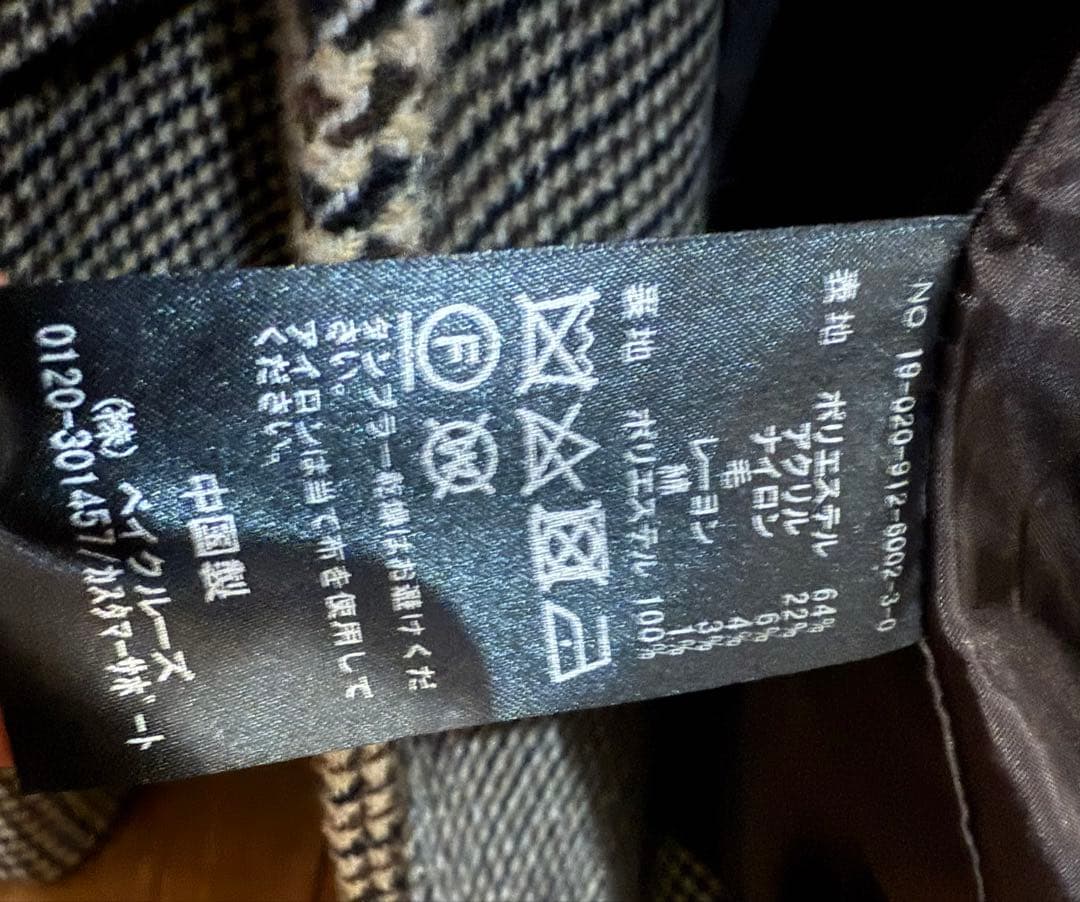 NO 19-020-912-6002-3-0
表地 ポリエステル 64%
アクリル 22%
ナイロン 6%
毛 4%
レーヨン 3%
綿 1%
裏地 ポリエステル 100%
F
タンブラー乾燥はお避けくだ
さい。
アイロンは当て布を使用して
ください。
中国製
(株) ベイクルーズ
0120-301457/カスタマーサポート